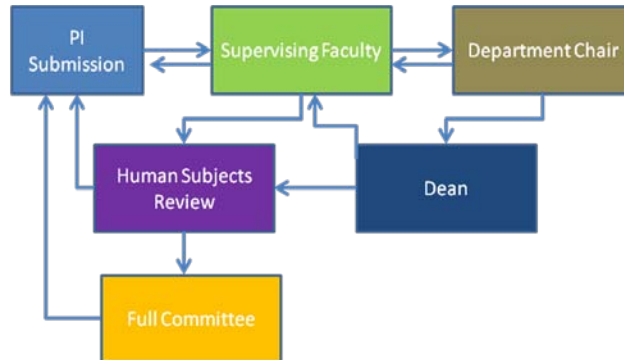 PI
Submission
Supervising Faculty
Department Chair
Human Subjects
Review
Dean
Full Committee